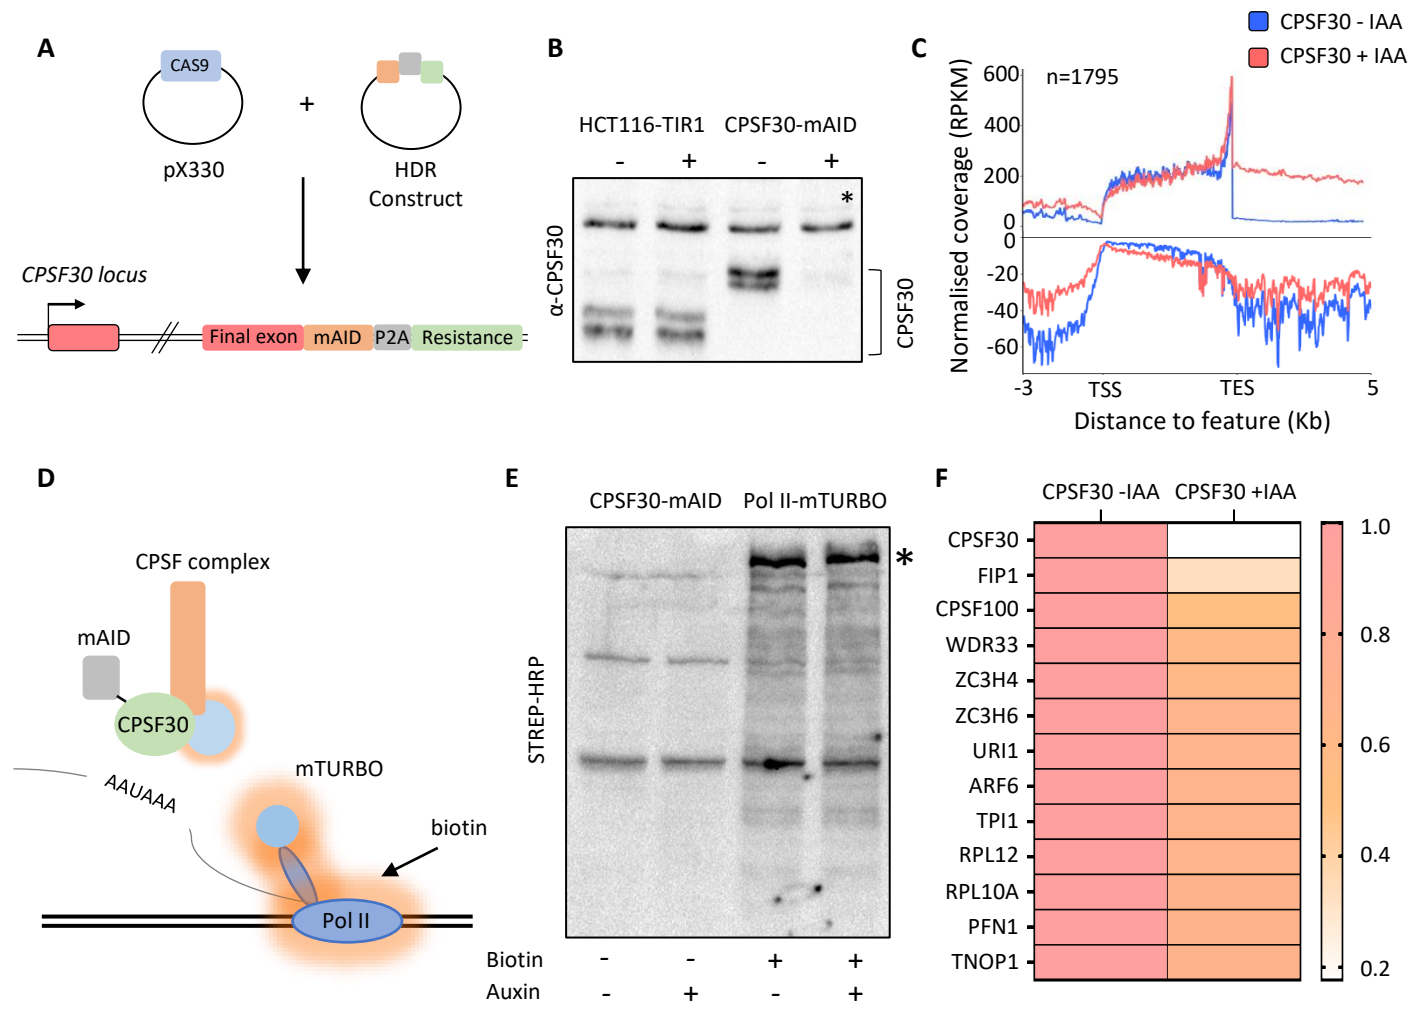 A
CAS9
+
pX330
HDR
Construct
CPSF30 locus
Final exon
mAID
P2A
Resistance
B
HCT116-TIR1
CPSF30-mAID
- + - +
*
α-CPSF30
CPSF30
C
CPSF30 - IAA
CPSF30 + IAA
n=1795
Normalised coverage (RPKM)
600
400
200
0
0
-20
-40
-60
-3
TSS
TES
5
Distance to feature (Kb)
D
CPSF complex
mAID
CPSF30
AAUAAA
mTURBO
biotin
Pol II
E
CPSF30-mAID
Pol II-mTURBO
*
STREP-HRP
Biotin - - + +
Auxin - + - +
F
CPSF30 -IAA
CPSF30 +IAA
CPSF30
FIP1
CPSF100
WDR33
ZC3H4
ZC3H6
URI1
ARF6
TPI1
RPL12
RPL10A
PFN1
TNOP1
1.0
0.8
0.6
0.4
0.2